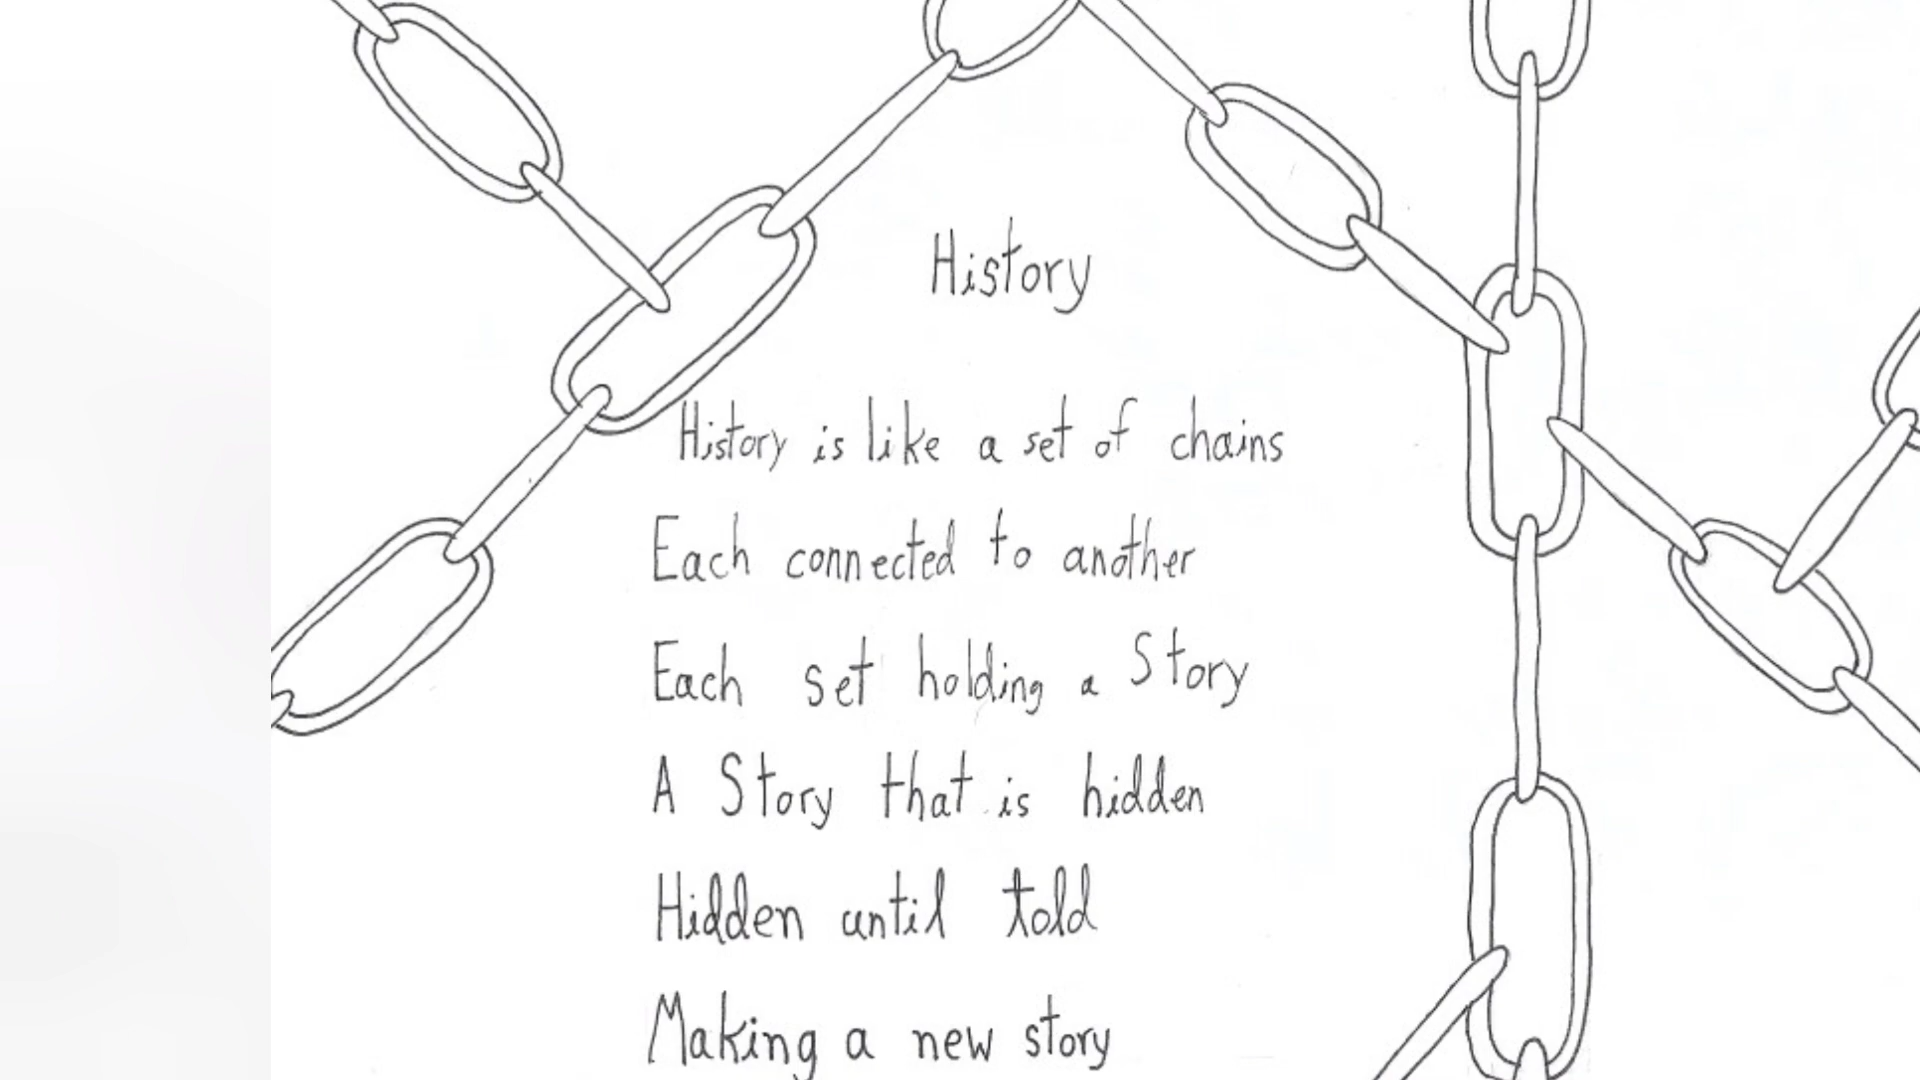 History
History is like a set of chains
Each connected to another
Each set holding a Story
A Story that is hidden
Hidden until told
Making a new story